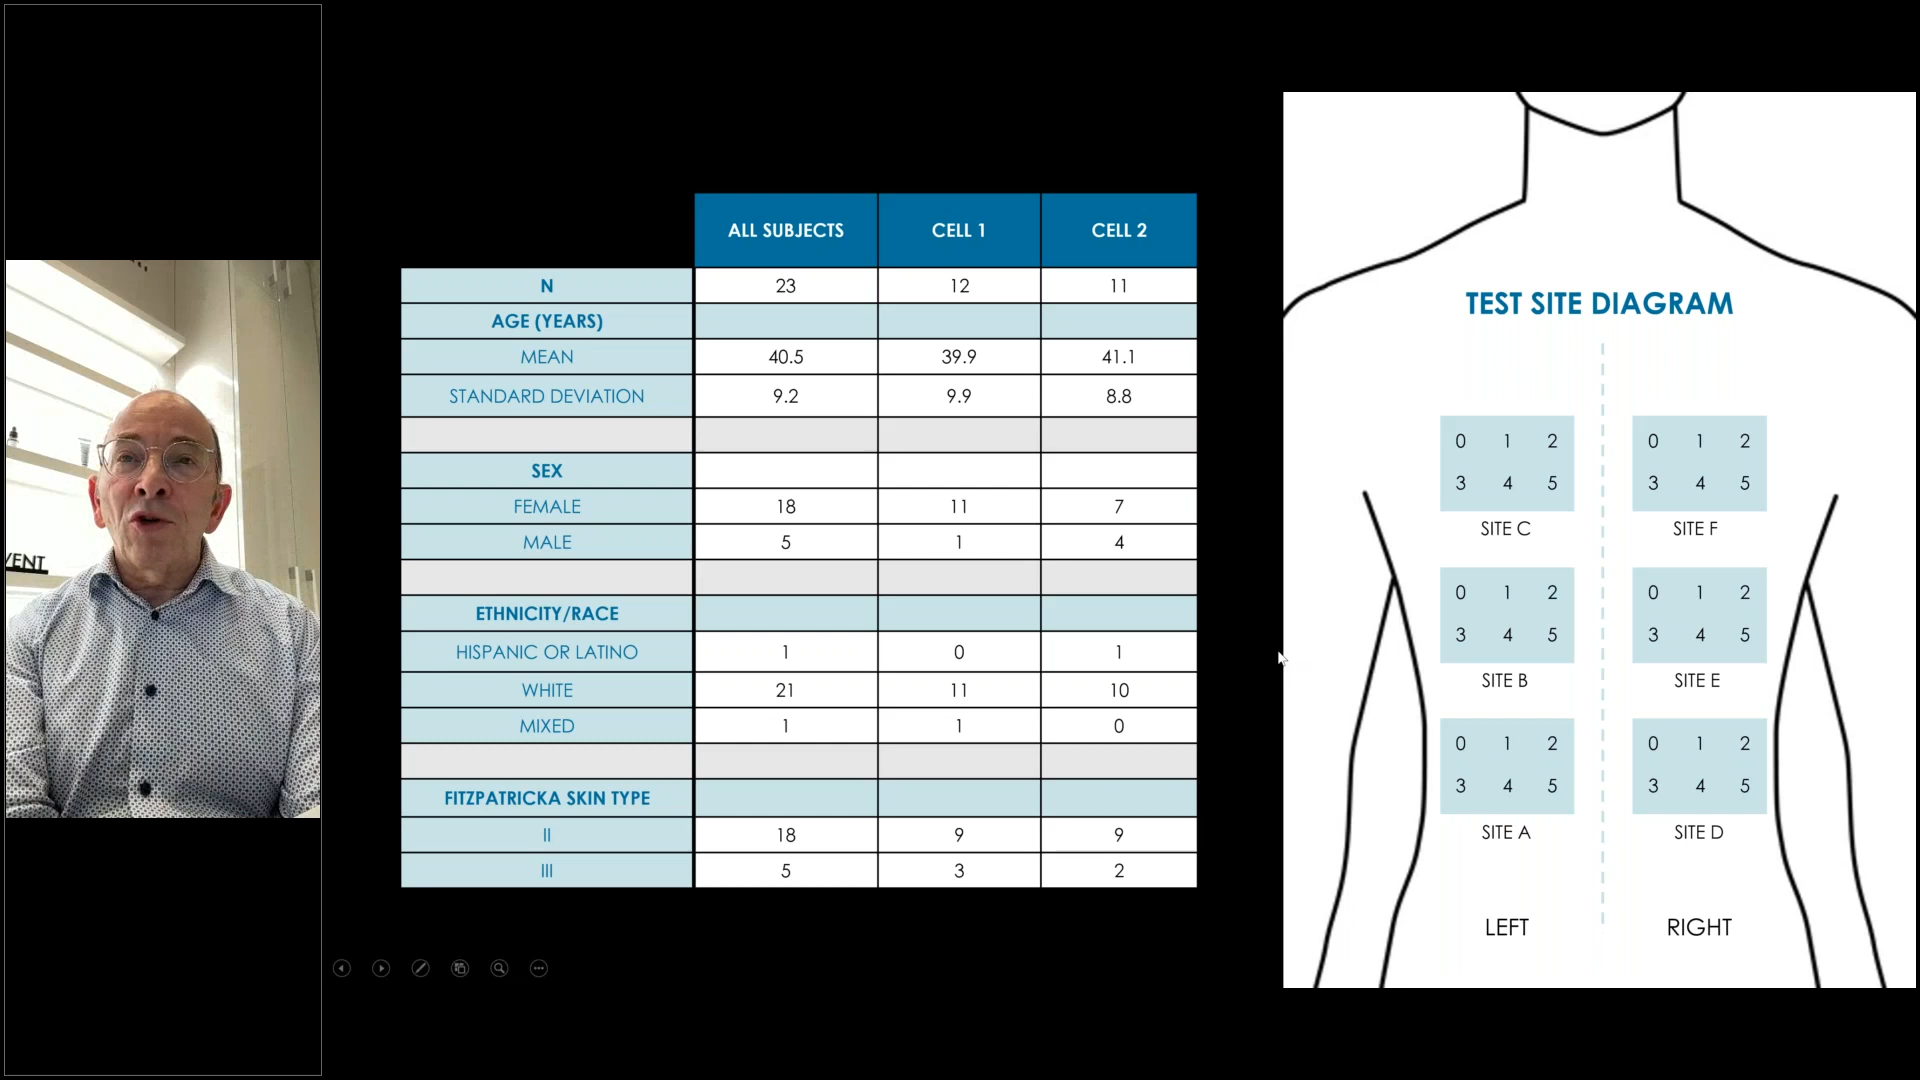 VENT
ALL SUBJECTS CELL 1 CELL 2
N 23 12 11
AGE (YEARS)
MEAN 40.5 39.9 41.1
STANDARD DEVIATION 9.2 9.9 8.8
SEX
FEMALE 18 11 7
MALE 5 1 4
ETHNICITY/RACE
HISPANIC OR LATINO 1 0 1
WHITE 21 11 10
MIXED 1 1 0
FITZPATRICKA SKIN TYPE
II 18 9 9
III 5 3 2
TEST SITE DIAGRAM
0 1 2 0 1 2
3 4 5 3 4 5
SITE C SITE F
0 1 2 0 1 2
3 4 5 3 4 5
SITE B SITE E
0 1 2 0 1 2
3 4 5 3 4 5
SITE A SITE D
LEFT RIGHT